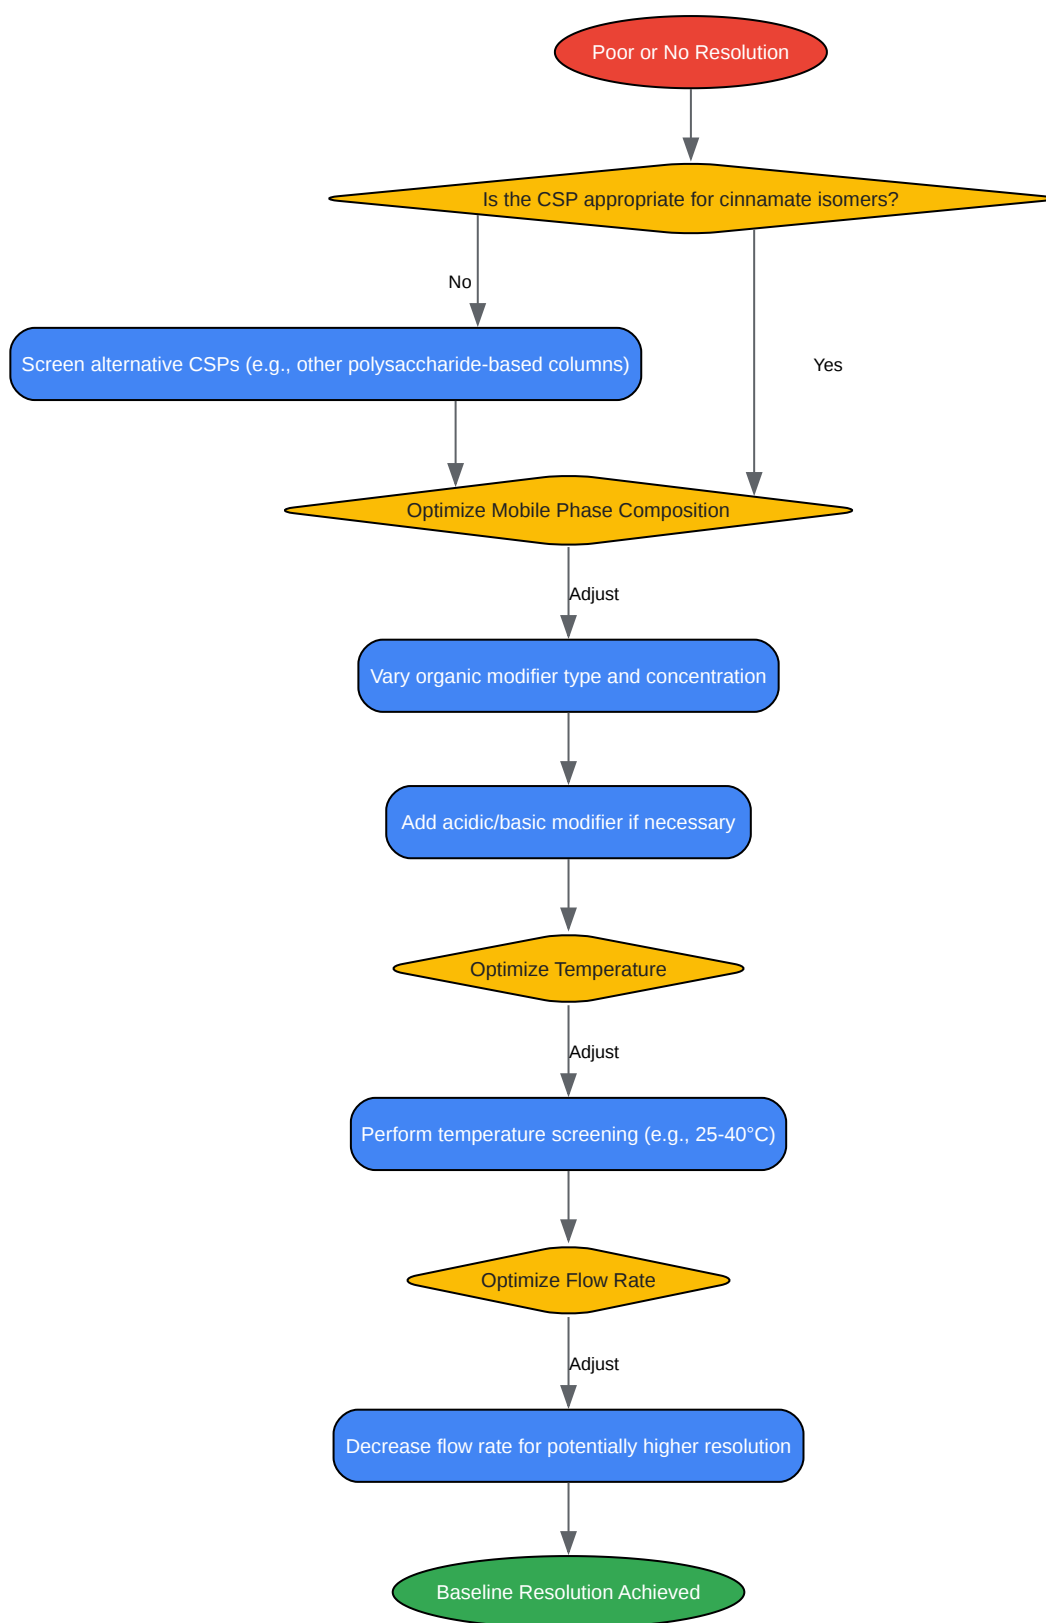 Poor or No Resolution
Is the CSP appropriate for cinnamate isomers?
No
Screen alternative CSPs (e.g., other polysaccharide-based columns)
Yes
Optimize Mobile Phase Composition
Adjust
Vary organic modifier type and concentration
Add acidic/basic modifier if necessary
Optimize Temperature
Adjust
Perform temperature screening (e.g., 25-40°C)
Optimize Flow Rate
Adjust
Decrease flow rate for potentially higher resolution
Baseline Resolution Achieved